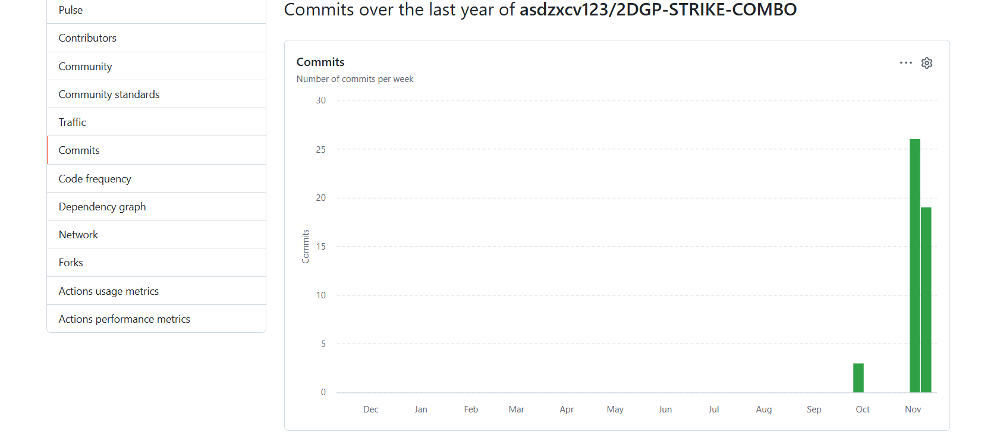 Pulse
Contributors
Community
Community standards
Traffic
Commits
Code frequency
Dependency graph
Network
Forks
Actions usage metrics
Actions performance metrics
Commits over the last year of asdzxcv123/2DGP-STRIKE-COMBO
Commits
Number of commits per week
30
25
20
15
10
5
0
Commits
Dec Jan Feb Mar Apr May Jun Jul Aug Sep Oct Nov